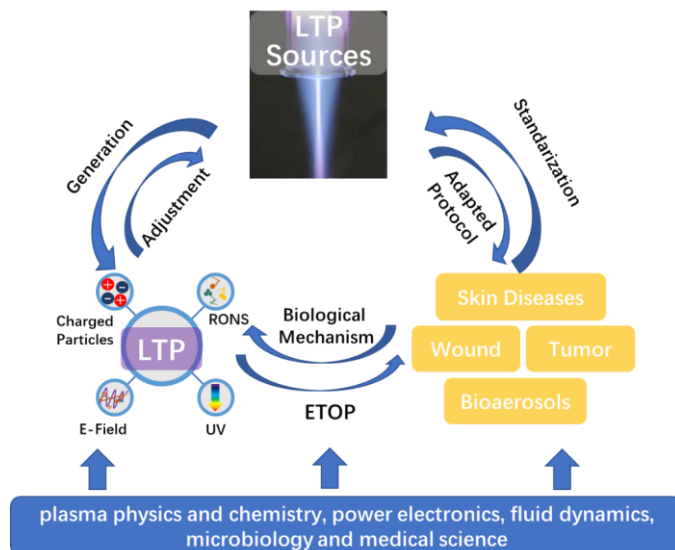 LTP
Sources
Generation
Adjustment
Standarization
Adapted
Protocol
Charged
Particles
RONS
LTP
E-Field
UV
Biological
Mechanism
ETOP
Skin Diseases
Wound
Tumor
Bioaerosols
plasma physics and chemistry, power electronics, fluid dynamics,
microbiology and medical science